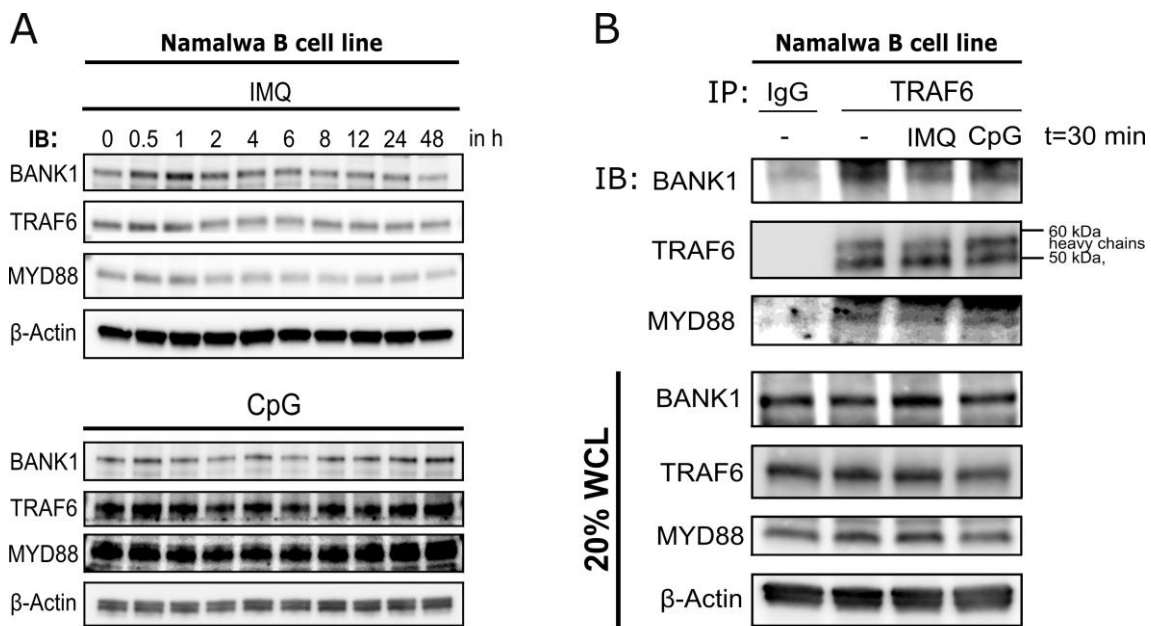 A
Namalwa B cell line
IMQ
IB: 0 0.5 1 2 4 6 8 12 24 48 in h
BANK1
TRAF6
MYD88
β-Actin
CpG
BANK1
TRAF6
MYD88
β-Actin
B
Namalwa B cell line
IP: IgG TRAF6
- - IMQ CpG t=30 min
IB: BANK1
TRAF6
60 kDa
heavy chains
50 kDa,
MYD88
20% WCL
BANK1
TRAF6
MYD88
β-Actin